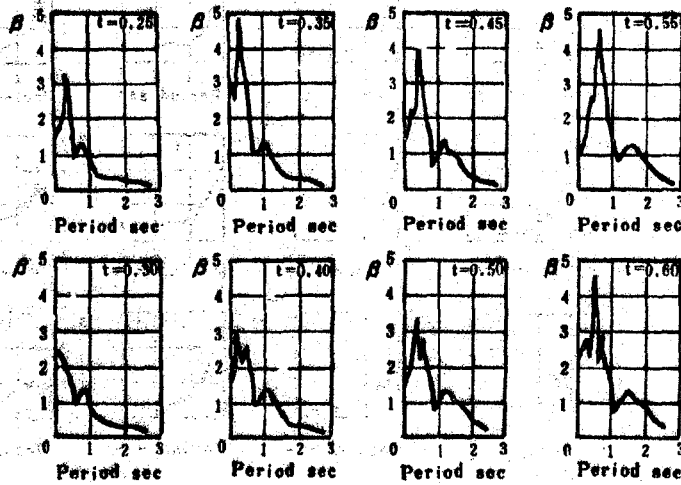 β 5 t=0.25 β 5 t=0.35 β 5 t=0.45 β 5 t=0.55
4 4 4 4
3 3 3 3
2 2 2 2
1 1 1 1
0 1 2 3 0 1 2 3 0 1 2 3 0 1 2 3
Period sec Period sec Period sec Period sec
β 5 t=0.30 β 5 t=0.40 β 5 t=0.50 β 5 t=0.60
4 4 4 4
3 3 3 3
2 2 2 2
1 1 1 1
0 1 2 3 0 1 2 3 0 1 2 3 0 1 2 3
Period sec Period sec Period sec Period sec